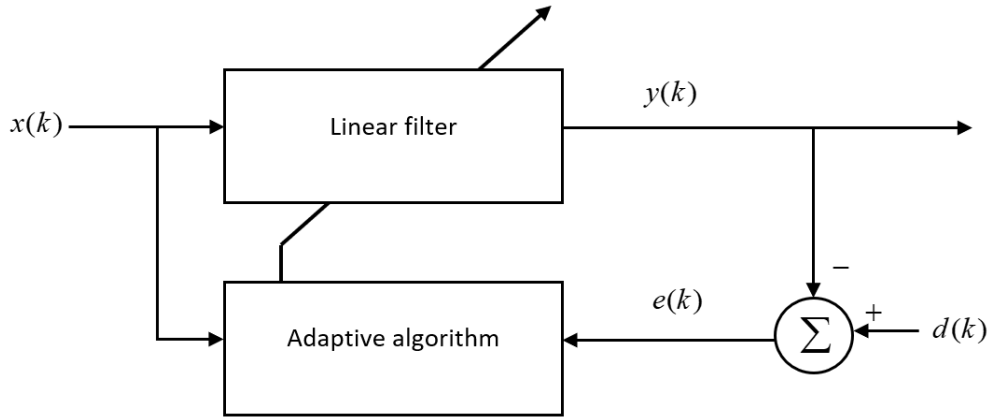 Linear filter
x(k)
y(k)
−
e(k)
+
Σ
d(k)
Adaptive algorithm